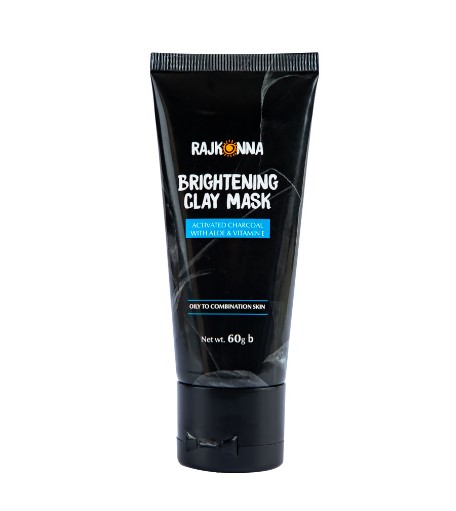 RAJKONNA
BRIGHTENING
CLAY MASK
ACTIVATED CHARCOAL
WITH ALOE & VITAMIN E
OILY TO COMBINATION SKIN
Net wt. 60g b